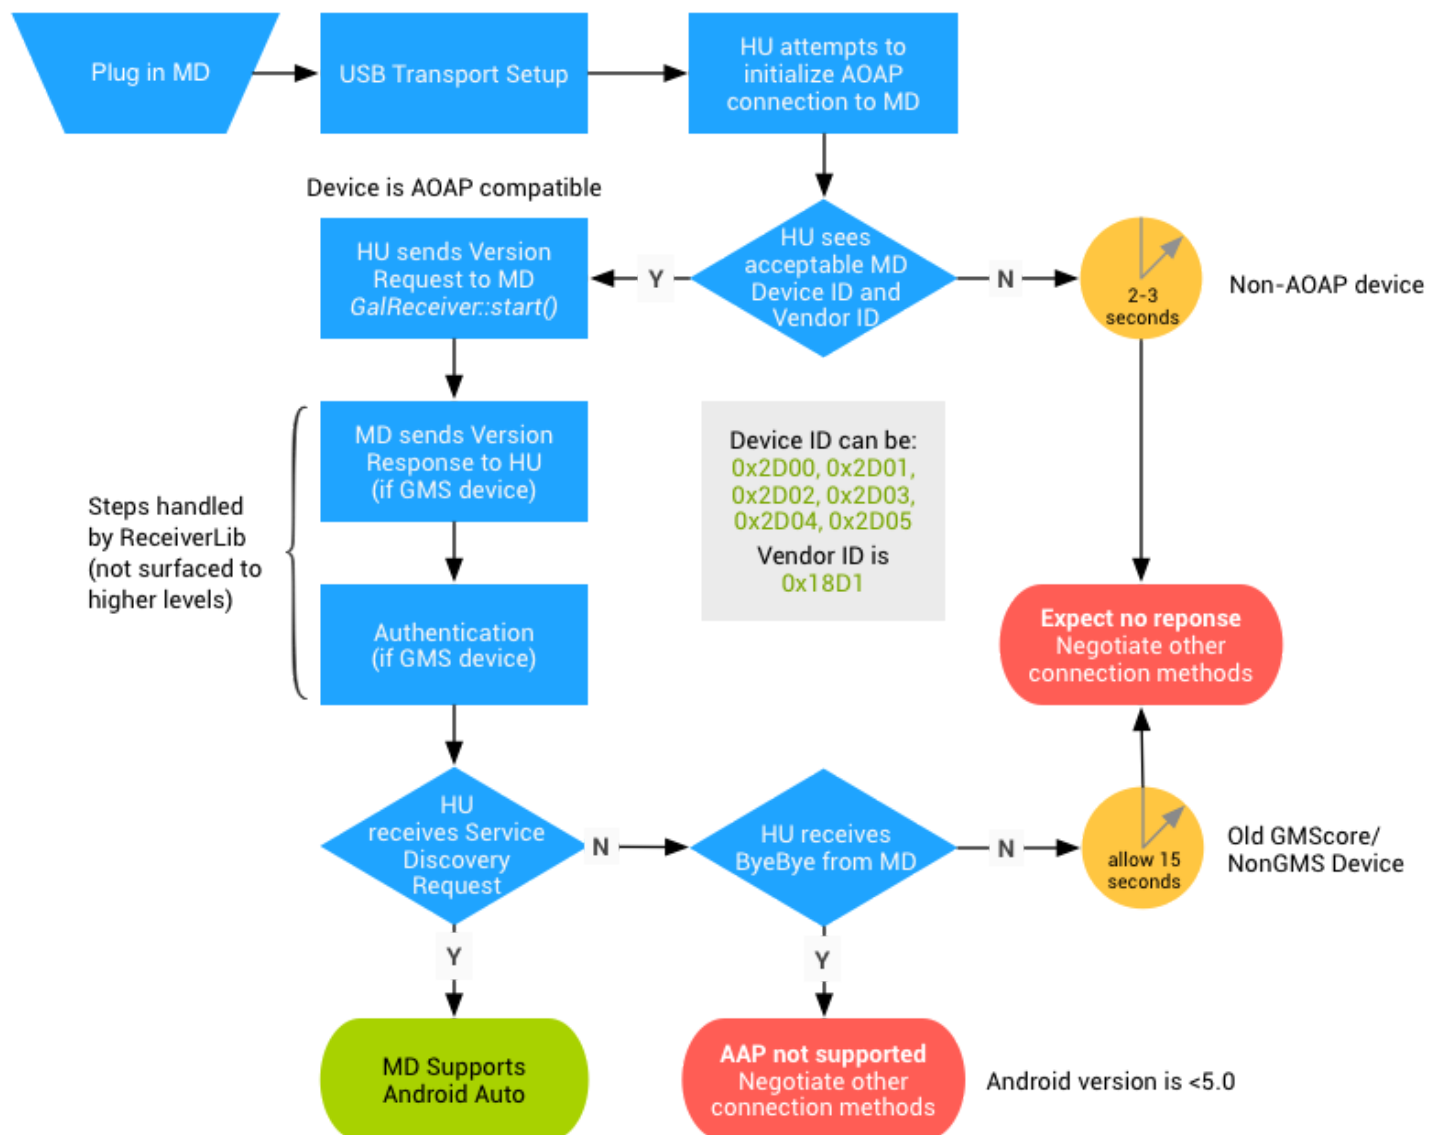 Plug in MD
USB Transport Setup
HU attempts to
initialize AOAP
connection to MD
Device is AOAP compatible
HU sends Version
Request to MD
GalReceiver::start()
Y
HU sees
acceptable MD
Device ID and
Vendor ID
N
2-3
seconds
Non-AOAP device
Steps handled
by ReceiverLib
(not surfaced to
higher levels)
MD sends Version
Response to HU
(if GMS device)
Authentication
(if GMS device)
Device ID can be:
0x2D00, 0x2D01,
0x2D02, 0x2D03,
0x2D04, 0x2D05
Vendor ID is
0x18D1
Expect no reponse
Negotiate other
connection methods
HU
receives Service
Discovery
Request
N
HU receives
ByeBye from MD
N
allow 15
seconds
Old GMScore/
NonGMS Device
Y
Y
MD Supports
Android Auto
AAP not supported
Negotiate other
connection methods
Android version is <5.0